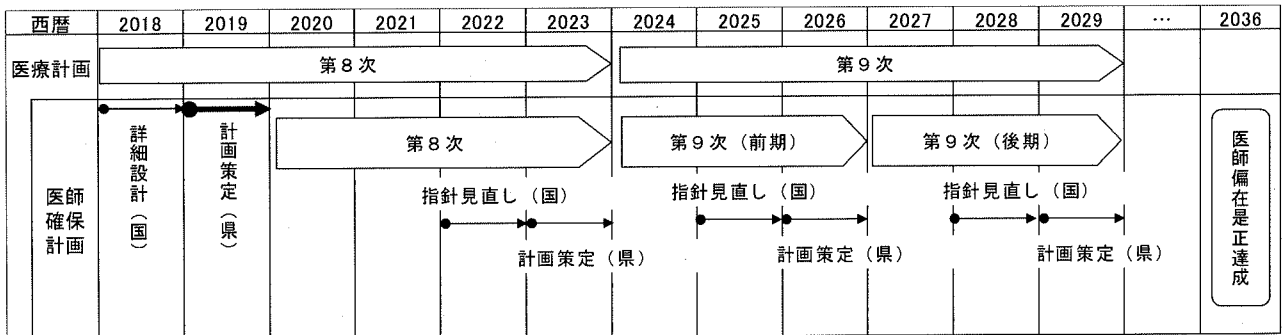 西暦 2018 2019 2020 2021 2022 2023 2024 2025 2026 2027 2028 2029 … 2036
医療計画 第8次 第9次
医師確保計画
詳細設計（国）
計画策定（県）
第8次 第9次（前期） 第9次（後期）
指針見直し（国） 指針見直し（国） 指針見直し（国）
計画策定（県） 計画策定（県） 計画策定（県）
医師偏在是正達成